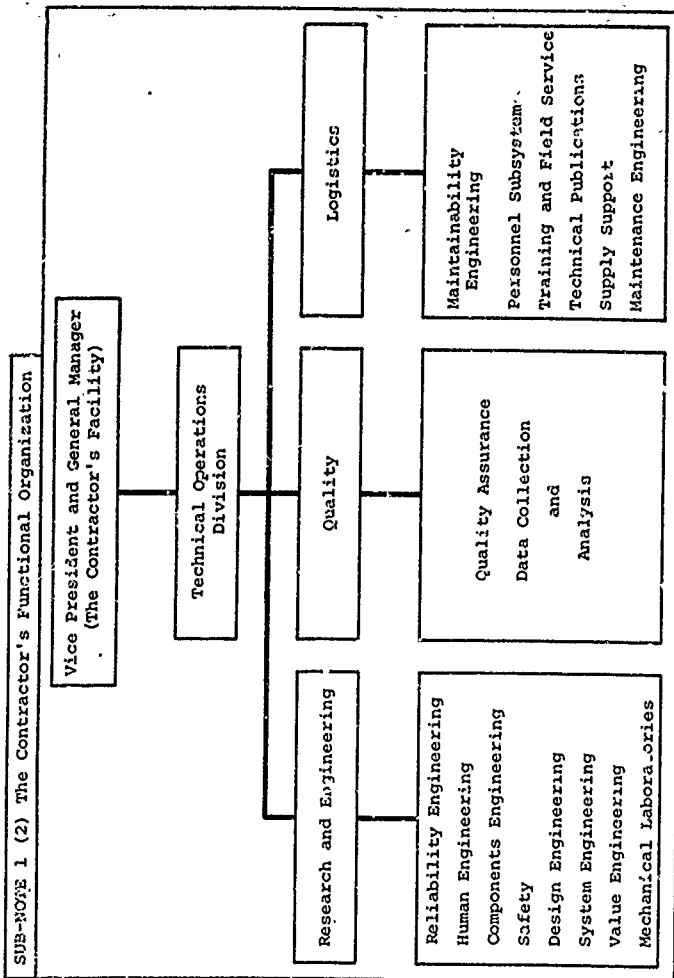 SUB-NOTE 1 (2) The Contractor's Functional Organization
Vice President and General Manager
(The Contractor's Facility)
Technical Operations
Division
Research and Engineering
Quality
Logistics
Reliability Engineering
Human Engineering
Components Engineering
Safety
Design Engineering
System Engineering
Value Engineering
Mechanical Laboratories
Quality Assurance
Data Collection
and
Analysis
Maintainability
Engineering
Personnel Subsystem
Training and Field Service
Technical Publications
Supply Support
Maintenance Engineering